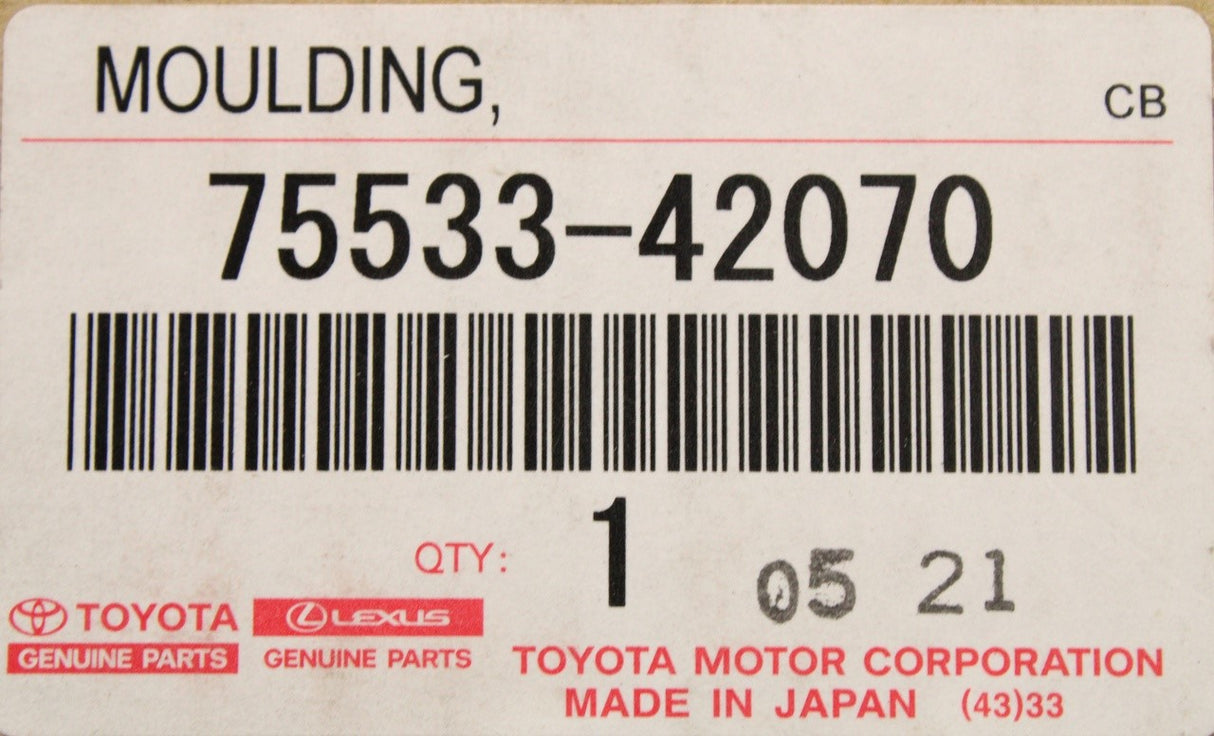 MOULDING,
CB
75533-42070
QTY: 1
05 21
TOYOTA
GENUINE PARTS
LEXUS
GENUINE PARTS
TOYOTA MOTOR CORPORATION
MADE IN JAPAN (43)33